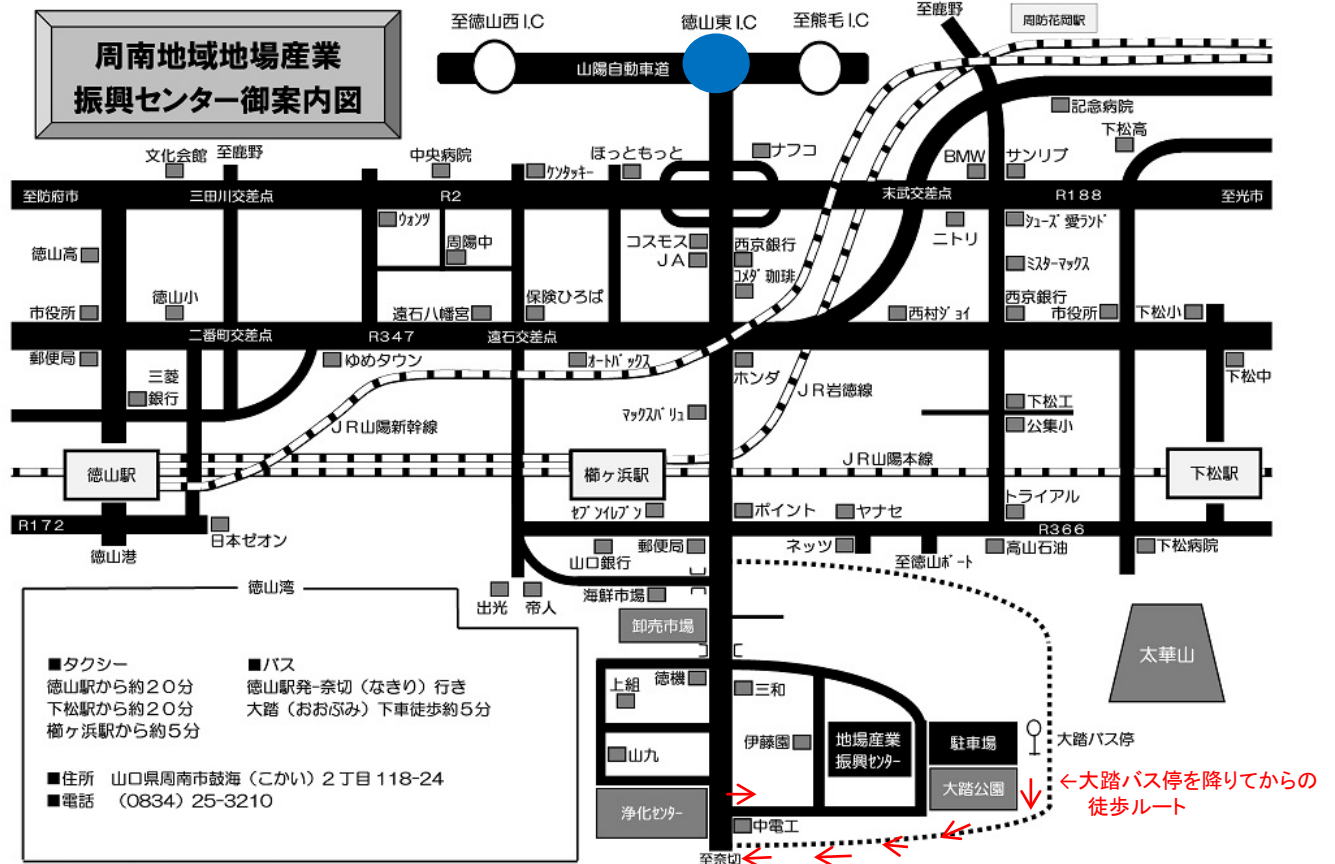 周南地域地場産業
振興センター御案内図
至徳山西 I.C
徳山東 I.C
至熊毛 I.C
至鹿野
周防花岡駅
山陽自動車道
記念病院
下松高
文化会館
至鹿野
中央病院
ｹﾝﾀｯｷｰ
ほっともっと
ナフコ
BMW
サンリブ
至防府市
三田川交差点
R2
末武交差点
R188
至光市
ｳｫﾝﾂ
周陽中
コスモス
JA
西京銀行
ｺﾒﾀﾞ珈琲
ニトリ
ｼｭｰｽﾞ愛ランド
ﾐｽﾀｰﾏｯｸｽ
徳山高
市役所
徳山小
遠石八幡宮
保険ひろば
西村ｼﾞｮｲ
西京銀行
市役所
下松小
二番町交差点
R347
遠石交差点
郵便局
三菱
銀行
ゆめタウン
ｵｰﾄﾊﾞｯｸｽ
ホンダ
JR岩徳線
下松中
JR山陽新幹線
ﾏｯｸｽﾊﾞﾘｭ
下松工
公集小
徳山駅
櫛ヶ浜駅
JR山陽本線
下松駅
R172
徳山港
日本ゼオン
ｾﾌﾞﾝｲﾚﾌﾞﾝ
ポイント
ヤナセ
トライアル
R366
山口銀行
郵便局
ネッツ
至徳山ﾎﾞｰﾄ
高山石油
下松病院
徳山湾
出光
帝人
海鮮市場
卸売市場
太華山
■タクシー
徳山駅から約20分
下松駅から約20分
櫛ヶ浜駅から約5分
■バス
徳山駅発-奈切（なきり）行き
大踏（おおぶみ）下車徒歩約5分
■住所 山口県周南市鼓海（こかい）2丁目118-24
■電話 （0834）25-3210
上組
徳機
三和
山九
伊藤園
地場産業
振興ｾﾝﾀｰ
駐車場
大踏バス停
大踏公園
←大踏バス停を降りてからの
徒歩ルート
浄化ｾﾝﾀｰ
中電工
至奈切